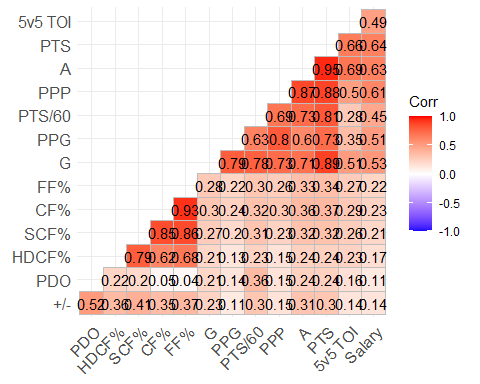 5v5 TOI 0.49
PTS 0.66 0.64
A 0.95 0.69 0.63
PPP 0.87 0.88 0.5 0.61
PTS/60 0.69 0.73 0.81 0.28 0.45
PPG 0.63 0.8 0.6 0.73 0.35 0.51
G 0.79 0.78 0.73 0.71 0.89 0.51 0.53
FF% 0.28 0.22 0.3 0.26 0.33 0.34 0.27 0.22
CF% 0.93 0.3 0.24 0.32 0.3 0.36 0.37 0.29 0.23
SCF% 0.85 0.86 0.27 0.2 0.31 0.23 0.32 0.32 0.26 0.21
HDCF% 0.79 0.62 0.68 0.21 0.13 0.23 0.15 0.24 0.24 0.23 0.17
PDO 0.22 0.2 0.05 0.04 0.21 0.14 0.36 0.15 0.24 0.24 0.16 0.11
+/- 0.52 0.36 0.41 0.35 0.37 0.23 0.11 0.3 0.15 0.31 0.3 0.14 0.14
PDO HDCF% SCF% CF% FF% G PPG PTS/60 PPP A PTS 5v5 TOI Salary
Corr
1.0
0.5
0.0
-0.5
-1.0